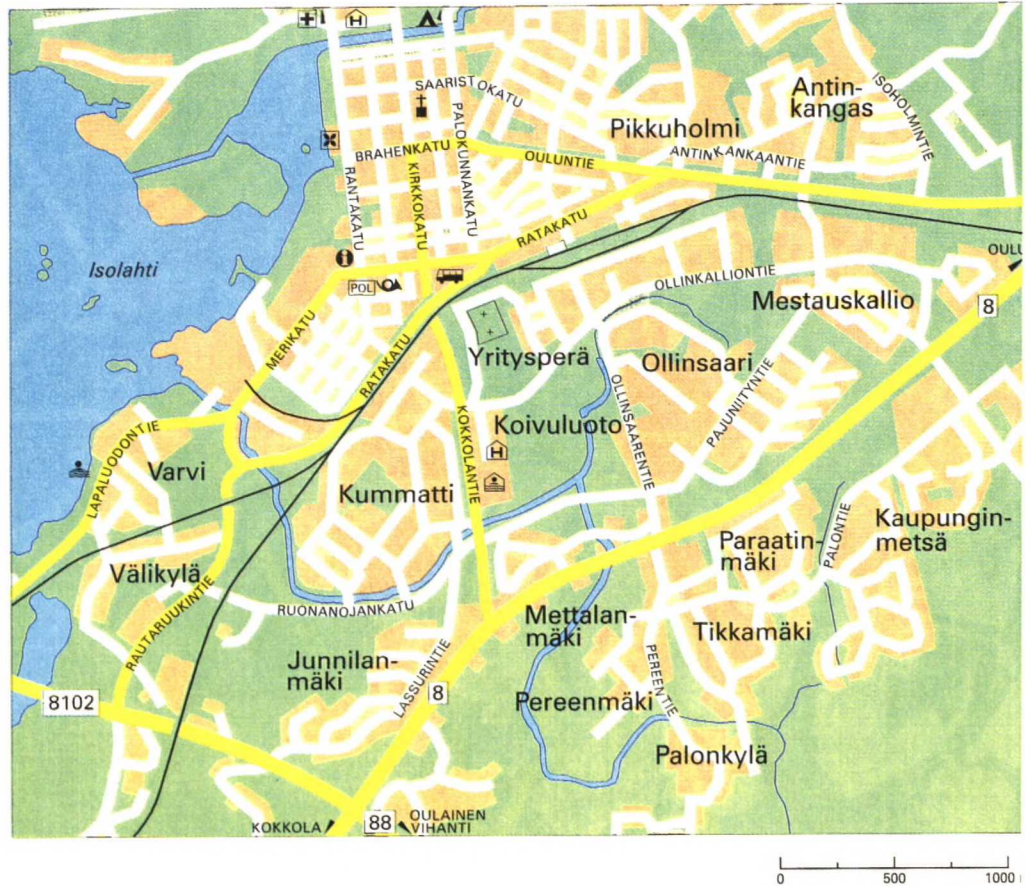 H
SAARISTOKATU
Antin-
kangas
ISOHOLMINTIE
PALOKUNNANKATU
Pikkuholmi
BRAHENKATU
OULUNTIE
ANTINKANKAANTIE
RANTAKATU
KIRKKOKATU
RATAKATU
Isolahti
i
POL
OLLINKALLIONTIE
OULU
Mestauskallio
8
MERIKATU
RATAKATU
Yritysperä
Ollinsaari
OLLINSAARENTIE
PAJUNIITYNTIE
KOKKOLANTIE
Koivuluoto
H
LAPALUODONTIE
Varvi
Kummatti
PALONTIE
Kaupungin-
metsä
Paraatin-
mäki
Välikylä
RUONANOJANKATU
Mettalan-
mäki
Tikkamäki
RAUTARUUKINTIE
Junnilan-
mäki
LASSURINTIE
8
PEREENTIE
8102
Pereenmäki
Palonkylä
KOKKOLA
88
OULAINEN
VIHANTI
0 500 1000